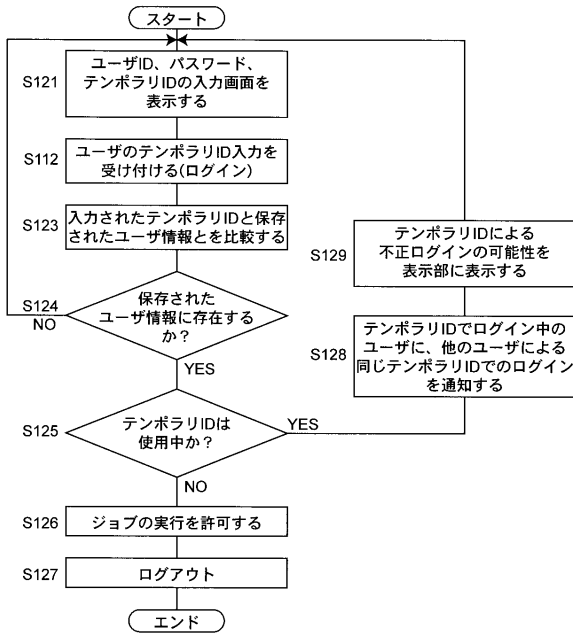 スタート
S121
ユーザID、パスワード、
テンポラリIDの入力画面を
表示する
S112
ユーザのテンポラリID入力を
受け付ける(ログイン)
S123
入力されたテンポラリIDと保存
されたユーザ情報とを比較する
S124
NO
保存された
ユーザ情報に存在する
か？
YES
S125
テンポラリIDは
使用中か？
YES
NO
S126
ジョブの実行を許可する
S127
ログアウト
エンド
S129
テンポラリIDによる
不正ログインの可能性を
表示部に表示する
S128
テンポラリIDでログイン中の
ユーザに、他のユーザによる
同じテンポラリIDでのログイン
を通知する